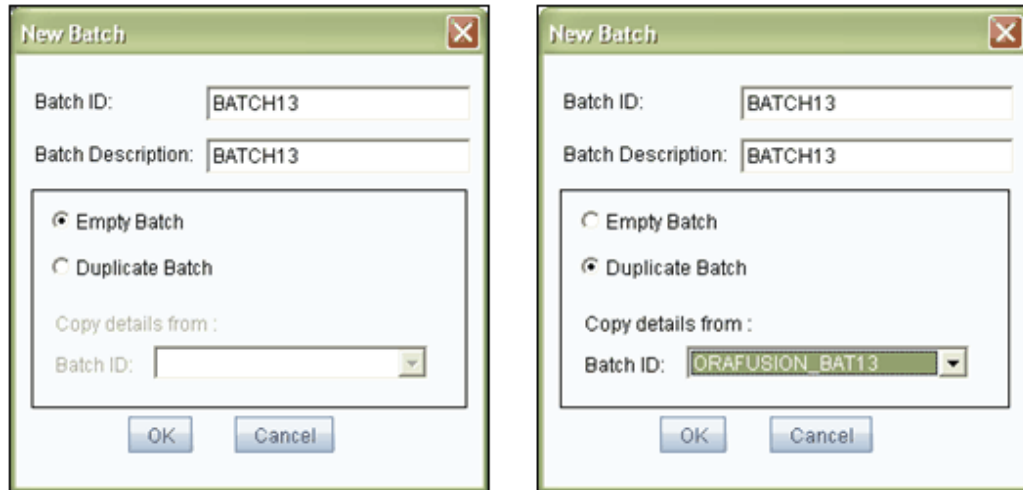 New Batch
Batch ID: BATCH13
Batch Description: BATCH13
Empty Batch
Duplicate Batch
Copy details from :
Batch ID:
OK Cancel
New Batch
Batch ID: BATCH13
Batch Description: BATCH13
Empty Batch
Duplicate Batch
Copy details from :
Batch ID: ORAFUSION_BAT13
OK Cancel